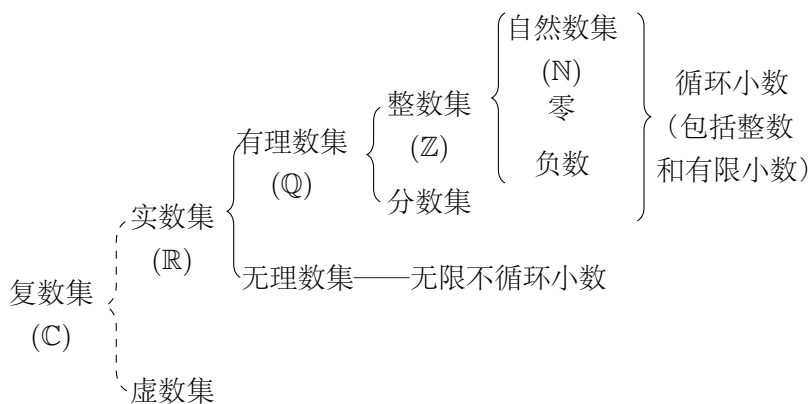 自然数集
(ℕ)
零
负数
循环小数
（包括整数
和有限小数）
整数集
(ℤ)
分数集
有理数集
(ℚ)
无理数集——无限不循环小数
实数集
(ℝ)
复数集
(ℂ)
虚数集